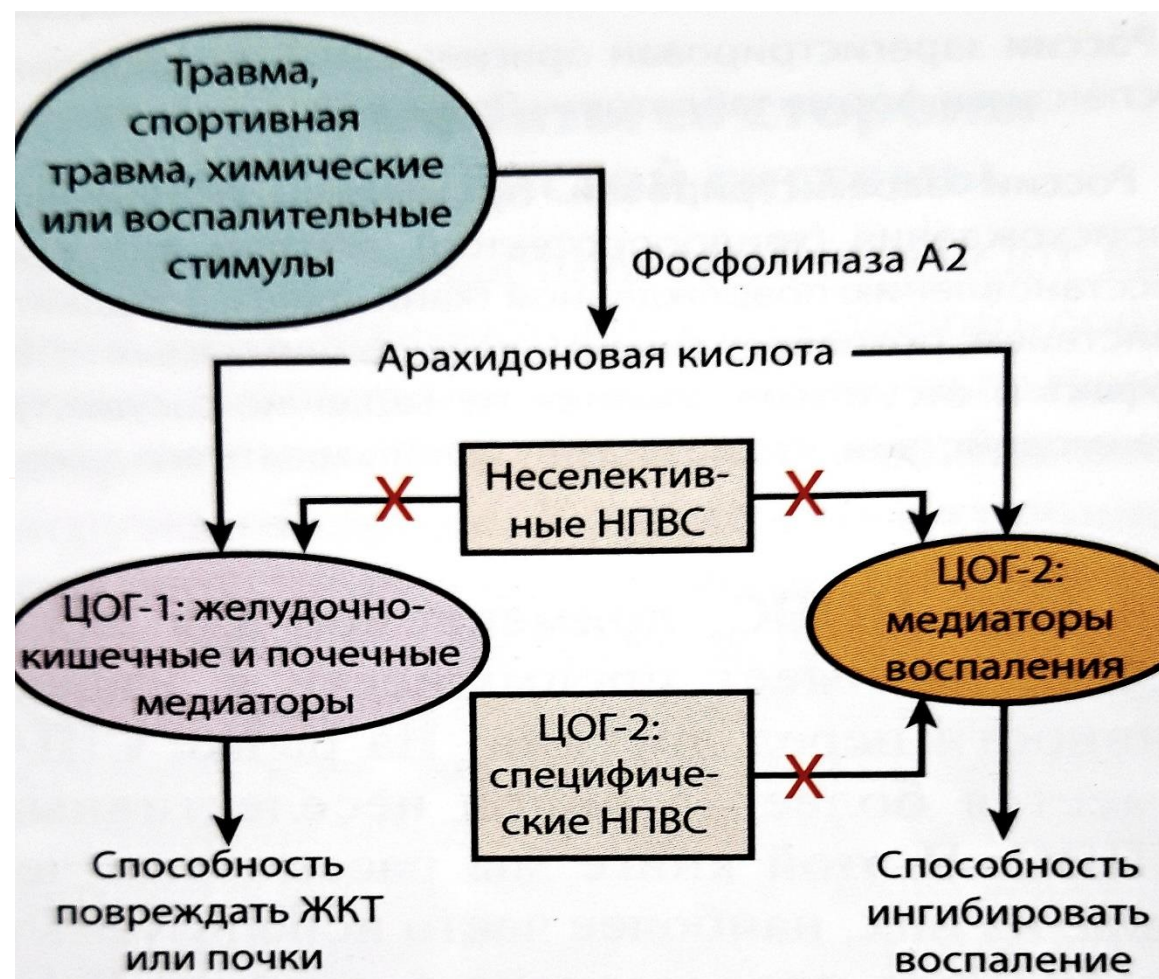 Травма,
спортивная
травма, химические
или воспалительные
стимулы
Фосфолипаза А2
Арахидоновая кислота
Неселектив-
ные НПВС
X
X
ЦОГ-1: желудочно-
кишечные и почечные
медиаторы
ЦОГ-2:
медиаторы
воспаления
ЦОГ-2:
специфиче-
ские НПВС
X
Способность
повреждать ЖКТ
или почки
Способность
ингибировать
воспаление